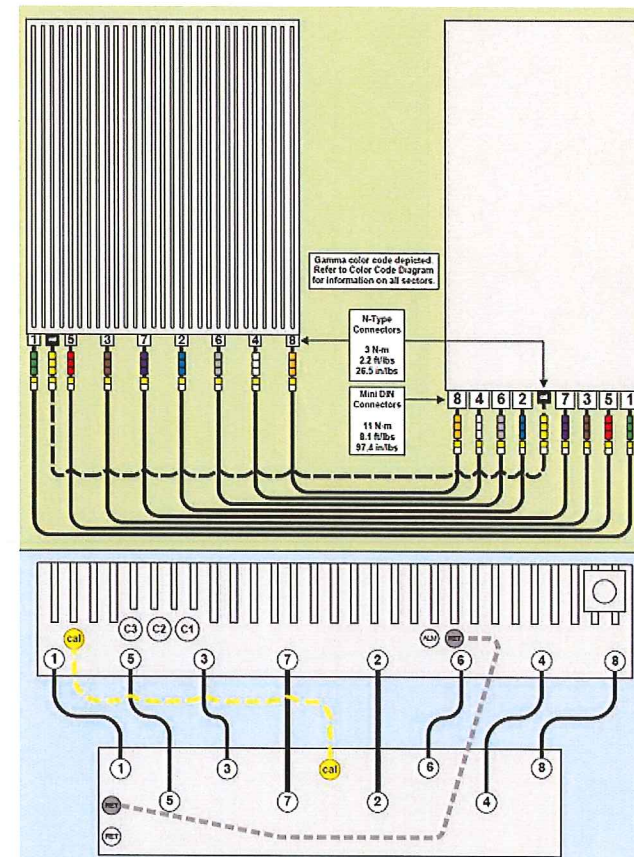 Gamma color code depicted.
Refer to Color Code Diagram
for information on all sectors.
N-Type
Connectors
3 N-m
2.2 ft/lbs
26.5 in/lbs
1 5 3 7 2 6 4 8
Mini DIN
Connectors
11 N-m
8.1 ft/lbs
97.4 in/lbs
8 4 6 2 7 3 5 1
cal C3 C2 C1 ALM RET
1 5 3 7 2 6 4 8
1 5 3 7 cal 2 6 4 8
RET
RET